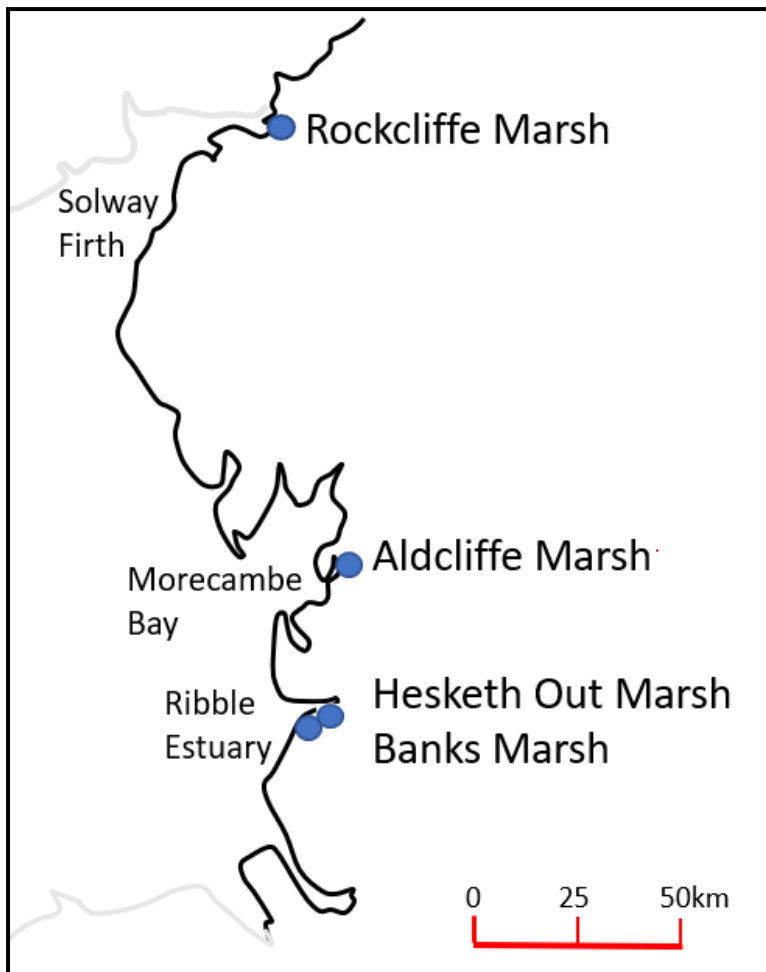 Rockcliffe Marsh
Solway
Firth
Aldcliffe Marsh
Morecambe
Bay
Ribble
Estuary
Hesketh Out Marsh
Banks Marsh
0 25 50km